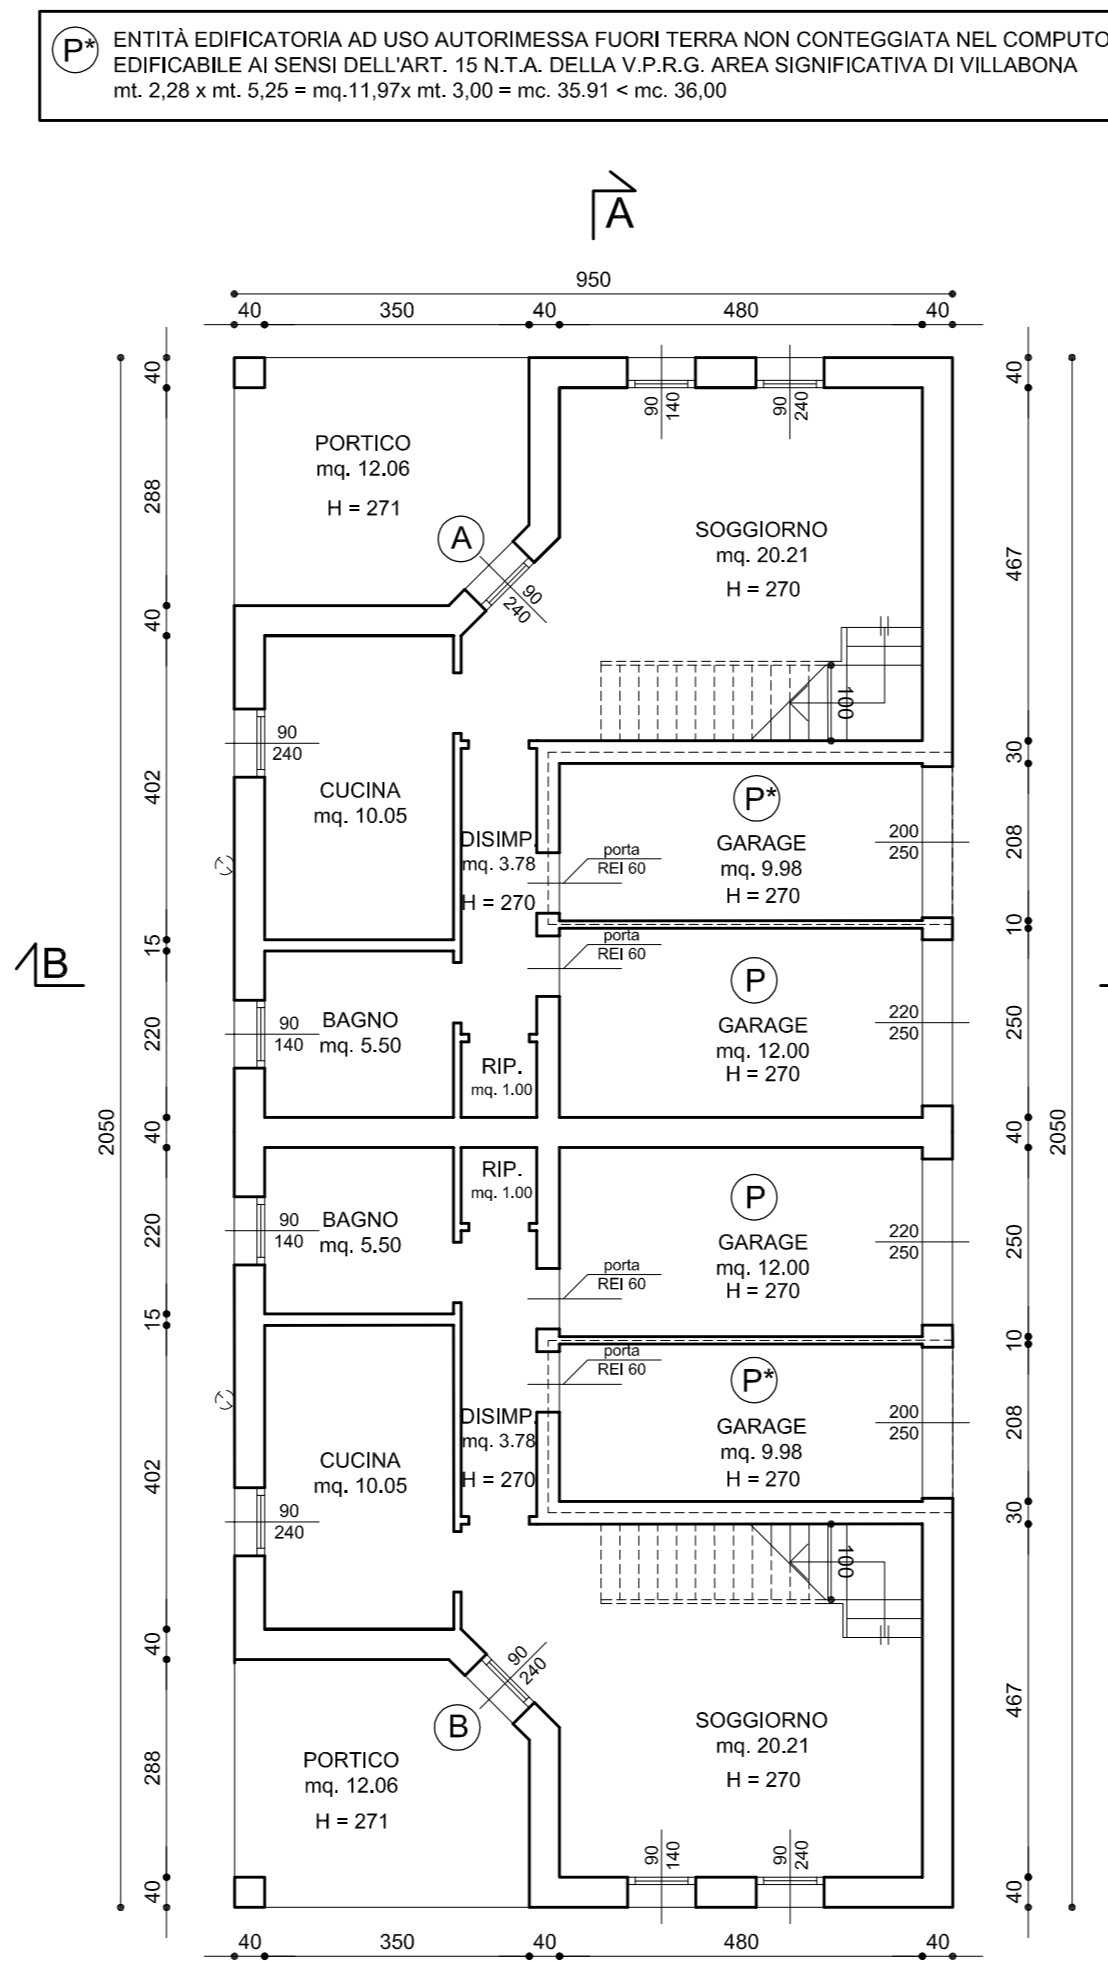 P* ENTITÀ EDIFICATORIA AD USO AUTORIMESSA FUORI TERRA NON CONTEGGIATA NEL COMPUTO
EDIFICABILE AI SENSI DELL'ART. 15 N.T.A. DELLA V.P.R.G. AREA SIGNIFICATIVA DI VILLABONA
mt. 2,28 x mt. 5,25 = mq.11,97x mt. 3,00 = mc. 35.91 < mc. 36,00
A
950
40 350 40 480 40
40
40
90
140
90
240
PORTICO
mq. 12.06
H = 271
288
A
SOGGIORNO
mq. 20.21
H = 270
467
90
240
40
100
90
240
30
CUCINA
mq. 10.05
402
P*
GARAGE
mq. 9.98
H = 270
200
250
208
DISIMP.
mq. 3.78
H = 270
porta
REI 60
10
15
B
porta
REI 60
P
GARAGE
mq. 12.00
H = 270
220
250
250
90
140
BAGNO
mq. 5.50
220
RIP.
mq. 1.00
2050
40
40
2050
RIP.
mq. 1.00
P
GARAGE
mq. 12.00
H = 270
220
250
250
90
140
BAGNO
mq. 5.50
220
porta
REI 60
15
10
porta
REI 60
P*
GARAGE
mq. 9.98
H = 270
200
250
208
DISIMP.
mq. 3.78
H = 270
CUCINA
mq. 10.05
402
90
240
30
100
40
90
240
B
SOGGIORNO
mq. 20.21
H = 270
467
PORTICO
mq. 12.06
H = 271
288
90
140
90
240
40
40
40 350 40 480 40